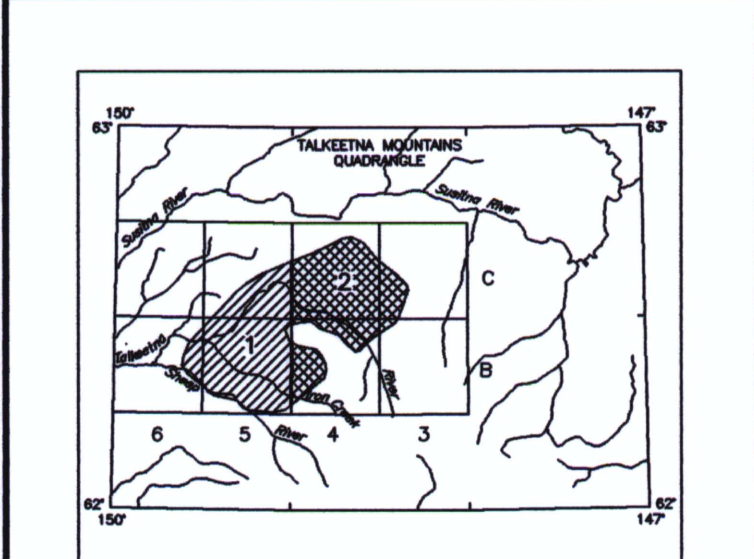 150° 147°
63° 63°
TALKEETNA MOUNTAINS
QUADRANGLE
Susitna River
Susitna River
C
2
1
Talkeetna
Sheep
River
Iron Creek
B
6 5 River 4 3
62° 62°
150° 147°